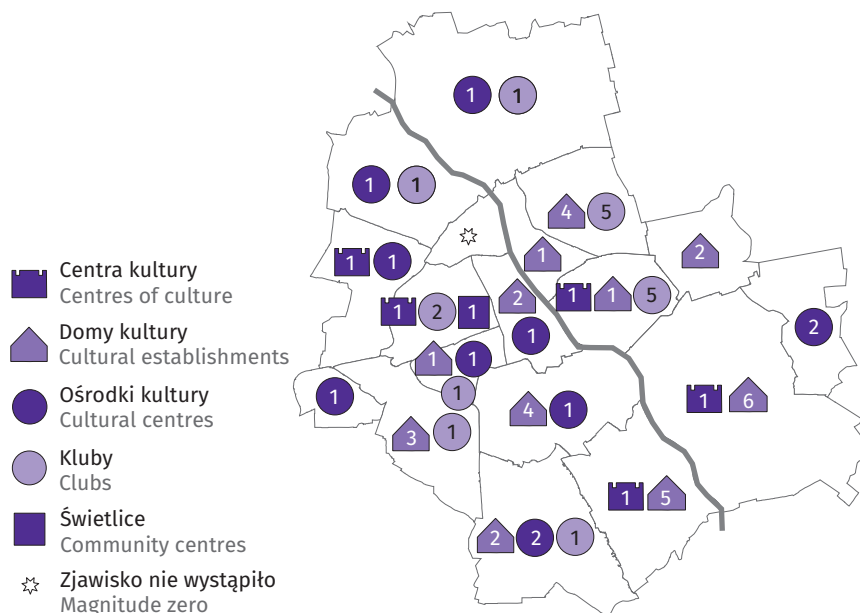 1 1
1 1
4 5
1 1
1
2
1 2 1
2
1 1 5
1
2
1 1
1
1
1
4 1
1 6
3 1
1 5
2 2 1
Centra kultury
Centres of culture
Domy kultury
Cultural establishments
Ośrodki kultury
Cultural centres
Kluby
Clubs
Świetlice
Community centres
Zjawisko nie wystąpiło
Magnitude zero